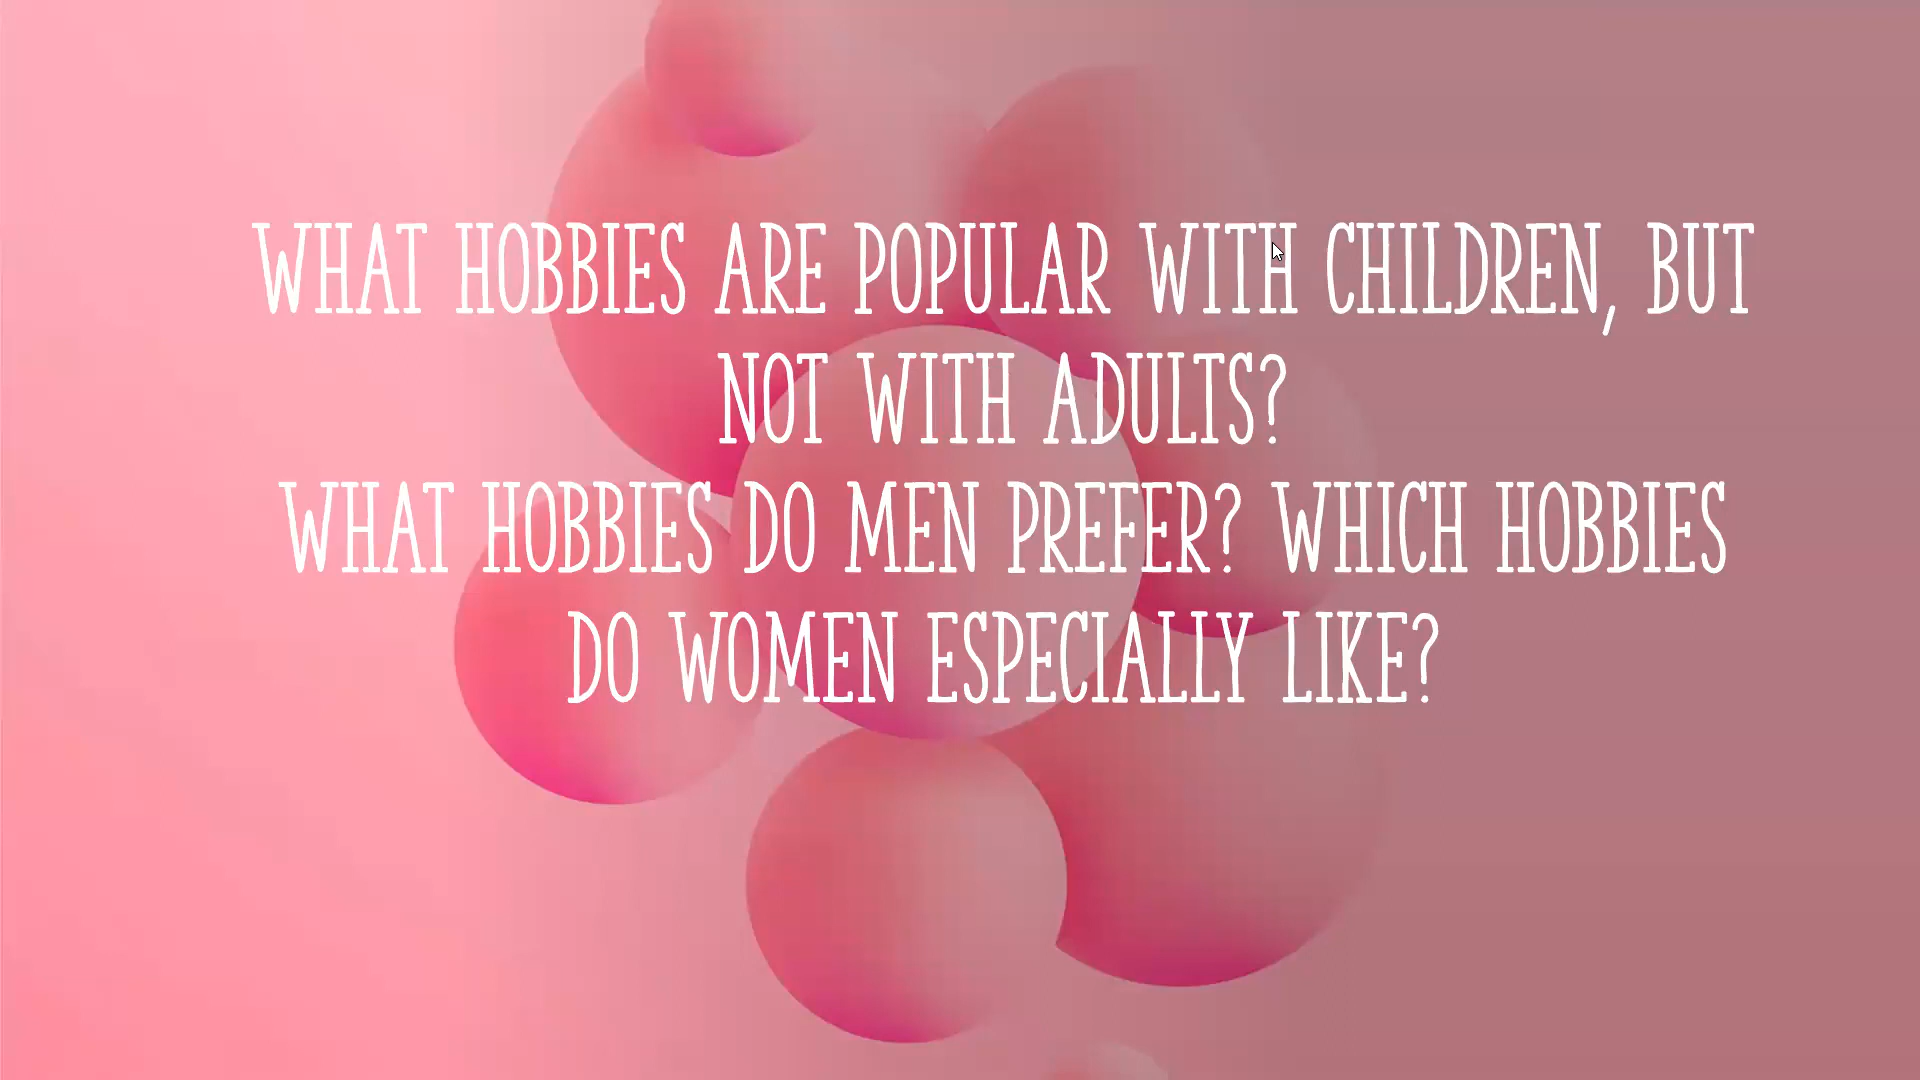 WHAT HOBBIES ARE POPULAR WITH CHILDREN, BUT
NOT WITH ADULTS?
WHAT HOBBIES DO MEN PREFER? WHICH HOBBIES
DO WOMEN ESPECIALLY LIKE?